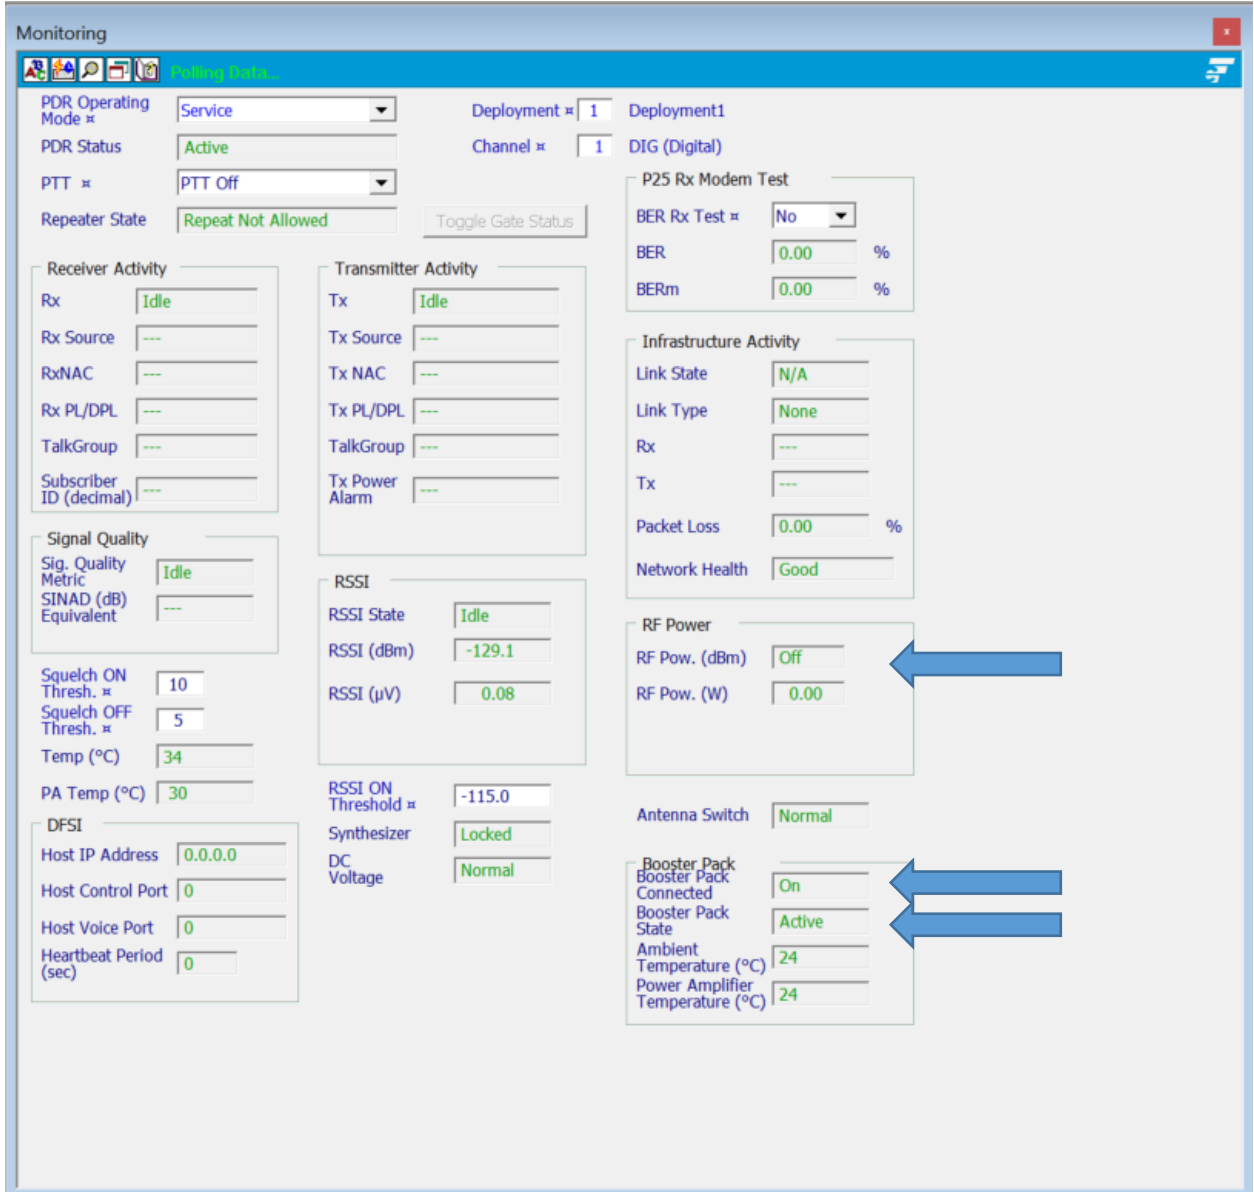 Monitoring
Polling Data...
PDR Operating
Mode ¤
Service
Deployment ¤ 1 Deployment1
PDR Status Active
Channel ¤ 1 DIG (Digital)
PTT ¤ PTT Off
Repeater State Repeat Not Allowed
Toggle Gate Status
P25 Rx Modem Test
BER Rx Test ¤ No
BER 0.00 %
BERm 0.00 %
Receiver Activity
Rx Idle
Rx Source ---
RxNAC ---
Rx PL/DPL ---
TalkGroup ---
Subscriber
ID (decimal) ---
Transmitter Activity
Tx Idle
Tx Source ---
Tx NAC ---
Tx PL/DPL ---
TalkGroup ---
Tx Power
Alarm ---
Infrastructure Activity
Link State N/A
Link Type None
Rx ---
Tx ---
Packet Loss 0.00 %
Network Health Good
Signal Quality
Sig. Quality
Metric Idle
SINAD (dB)
Equivalent ---
Squelch ON
Thresh. ¤ 10
Squelch OFF
Thresh. ¤ 5
Temp (°C) 34
PA Temp (°C) 30
RSSI
RSSI State Idle
RSSI (dBm) -129.1
RSSI (µV) 0.08
RSSI ON
Threshold ¤ -115.0
Synthesizer Locked
DC
Voltage Normal
RF Power
RF Pow. (dBm) Off
RF Pow. (W) 0.00
Antenna Switch Normal
DFSI
Host IP Address 0.0.0.0
Host Control Port 0
Host Voice Port 0
Heartbeat Period
(sec) 0
Booster Pack
Booster Pack
Connected On
Booster Pack
State Active
Ambient
Temperature (°C) 24
Power Amplifier
Temperature (°C) 24